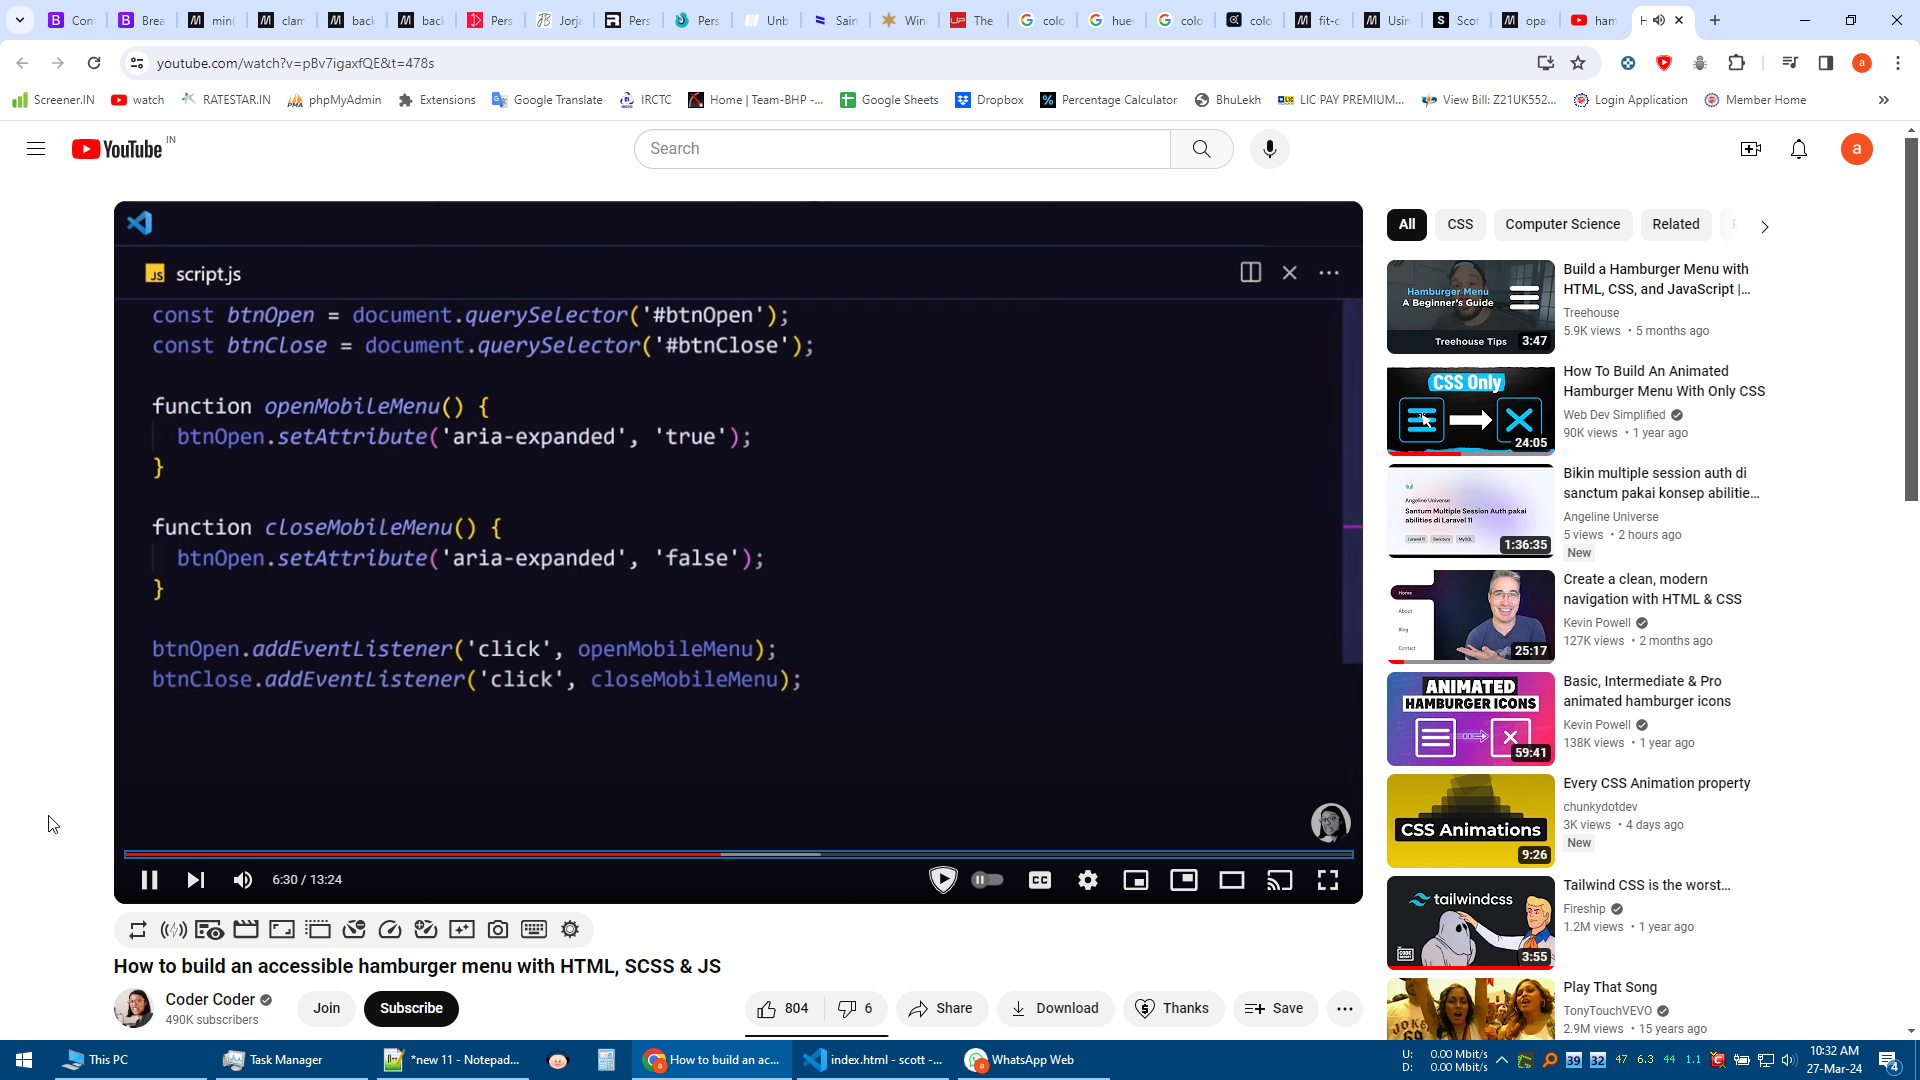 Con
Brea
min(
clam
back
back
Pers
Jorja
Pers
Pers
Unb
Sain
Win
The
colo
hue
colo
colo
fit-c
Usin
Scot
opa
ham
youtube.com/watch?v=pBv7igaxfQE&t=478s
Screener.IN
watch
RATESTAR.IN
phpMyAdmin
Extensions
Google Translate
IRCTC
Home | Team-BHP -...
Google Sheets
Dropbox
Percentage Calculator
BhuLekh
LIC PAY PREMIUM...
View Bill: Z21UK552...
Login Application
Member Home
YouTube IN
Search
a
script.js
const btnOpen = document.querySelector('#btnOpen');
const btnClose = document.querySelector('#btnClose');
function openMobileMenu() {
btnOpen.setAttribute('aria-expanded', 'true');
}
function closeMobileMenu() {
btnOpen.setAttribute('aria-expanded', 'false');
}
btnOpen.addEventListener('click', openMobileMenu);
btnClose.addEventListener('click', closeMobileMenu);
6:30 / 13:24
How to build an accessible hamburger menu with HTML, SCSS & JS
Coder Coder
490K subscribers
Join
Subscribe
804
6
Share
Download
Thanks
Save
All
CSS
Computer Science
Related
Hamburger Menu
A Beginner's Guide
Treehouse Tips
3:47
Build a Hamburger Menu with
HTML, CSS, and JavaScript |...
Treehouse
5.9K views • 5 months ago
CSS Only
24:05
How To Build An Animated
Hamburger Menu With Only CSS
Web Dev Simplified
90K views • 1 year ago
Angeline Universe
Santum Multiple Session Auth pakai
abilities di Laravel 11
Laravel 11
Sanctum
MySQL
1:36:35
Bikin multiple session auth di
sanctum pakai konsep abilitie...
Angeline Universe
5 views • 2 hours ago
New
Home
About
Blog
Contact
25:17
Create a clean, modern
navigation with HTML & CSS
Kevin Powell
127K views • 2 months ago
ANIMATED
HAMBURGER ICONS
59:41
Basic, Intermediate & Pro
animated hamburger icons
Kevin Powell
138K views • 1 year ago
CSS Animations
9:26
Every CSS Animation property
chunkydotdev
3K views • 4 days ago
New
tailwindcss
3:55
Tailwind CSS is the worst...
Fireship
1.2M views • 1 year ago
Play That Song
TonyTouchVEVO
2.9M views • 15 years ago
This PC
Task Manager
*new 11 - Notepad...
How to build an ac...
index.html - scott -...
WhatsApp Web
U: 0.00 Mbit/s
D: 0.00 Mbit/s
39
32
47
6.3
44
1.1
10:32 AM
27-Mar-24
4